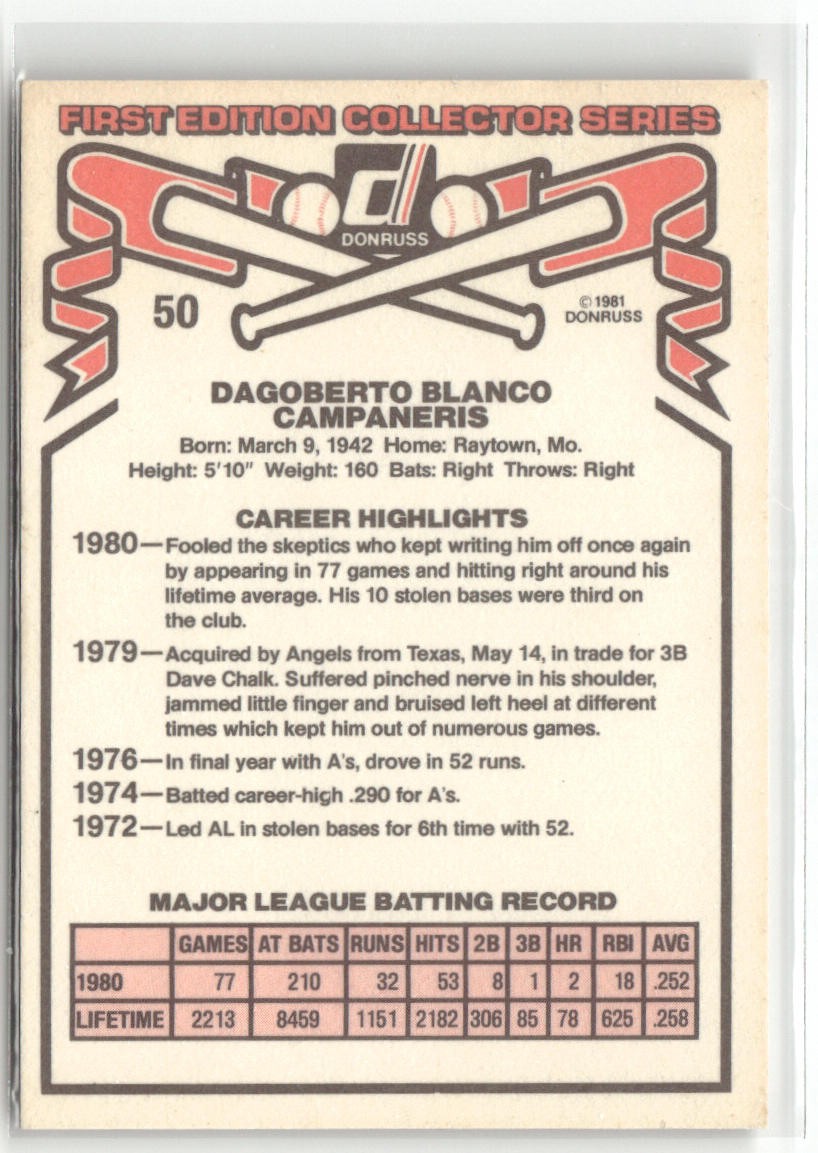 FIRST EDITION COLLECTOR SERIES
d
DONRUSS
50
© 1981
DONRUSS
DAGOBERTO BLANCO
CAMPANERIS
Born: March 9, 1942 Home: Raytown, Mo.
Height: 5'10" Weight: 160 Bats: Right Throws: Right
CAREER HIGHLIGHTS
1980—Fooled the skeptics who kept writing him off once again
by appearing in 77 games and hitting right around his
lifetime average. His 10 stolen bases were third on
the club.
1979—Acquired by Angels from Texas, May 14, in trade for 3B
Dave Chalk. Suffered pinched nerve in his shoulder,
jammed little finger and bruised left heel at different
times which kept him out of numerous games.
1976—In final year with A's, drove in 52 runs.
1974—Batted career-high .290 for A's.
1972—Led AL in stolen bases for 6th time with 52.
MAJOR LEAGUE BATTING RECORD
GAMES AT BATS RUNS HITS 2B 3B HR RBI AVG
1980 77 210 32 53 8 1 2 18 .252
LIFETIME 2213 8459 1151 2182 306 85 78 625 .258